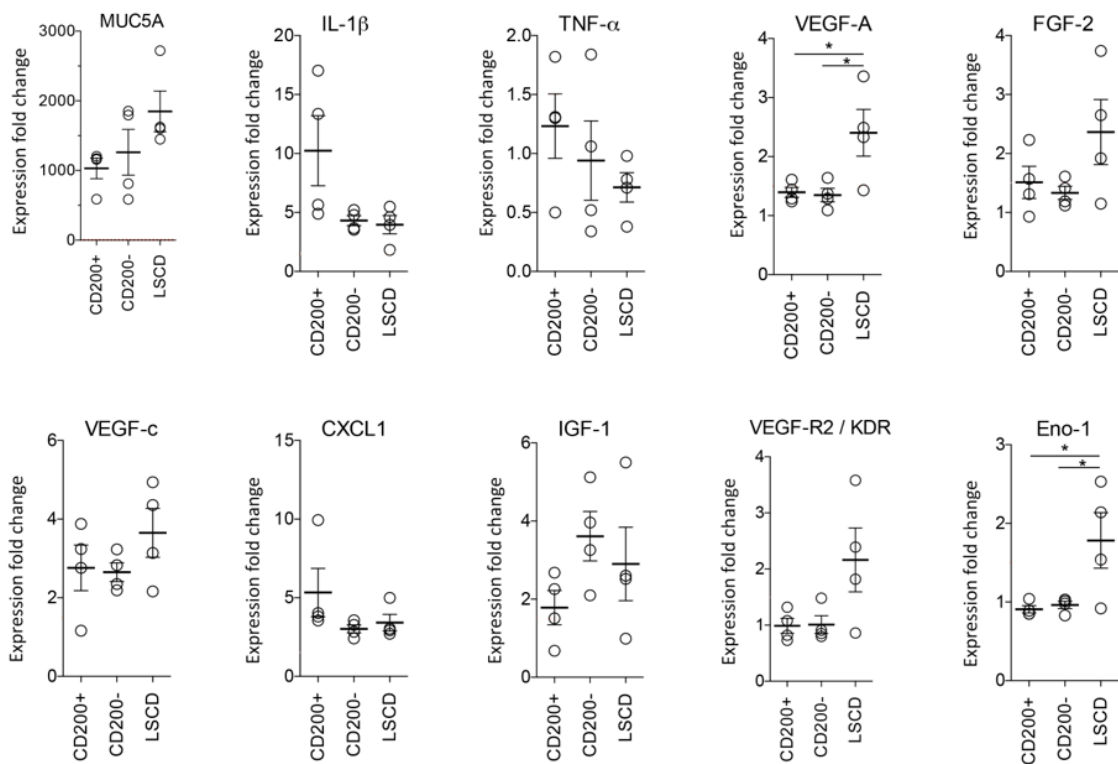 MUC5A
Expression fold change
3000
2000
1000
0
CD200+
CD200-
LSCD
IL-1β
Expression fold change
20
15
10
5
0
CD200+
CD200-
LSCD
TNF-α
Expression fold change
2.0
1.5
1.0
0.5
0.0
CD200+
CD200-
LSCD
VEGF-A
Expression fold change
*
*
4
3
2
1
0
CD200+
CD200-
LSCD
FGF-2
Expression fold change
4
3
2
1
0
CD200+
CD200-
LSCD
VEGF-c
Expression fold change
6
4
2
0
CD200+
CD200-
LSCD
CXCL1
Expression fold change
15
10
5
0
CD200+
CD200-
LSCD
IGF-1
Expression fold change
6
4
2
0
CD200+
CD200-
LSCD
VEGF-R2 / KDR
Expression fold change
4
3
2
1
0
CD200+
CD200-
LSCD
Eno-1
Expression fold change
*
*
3
2
1
0
CD200+
CD200-
LSCD